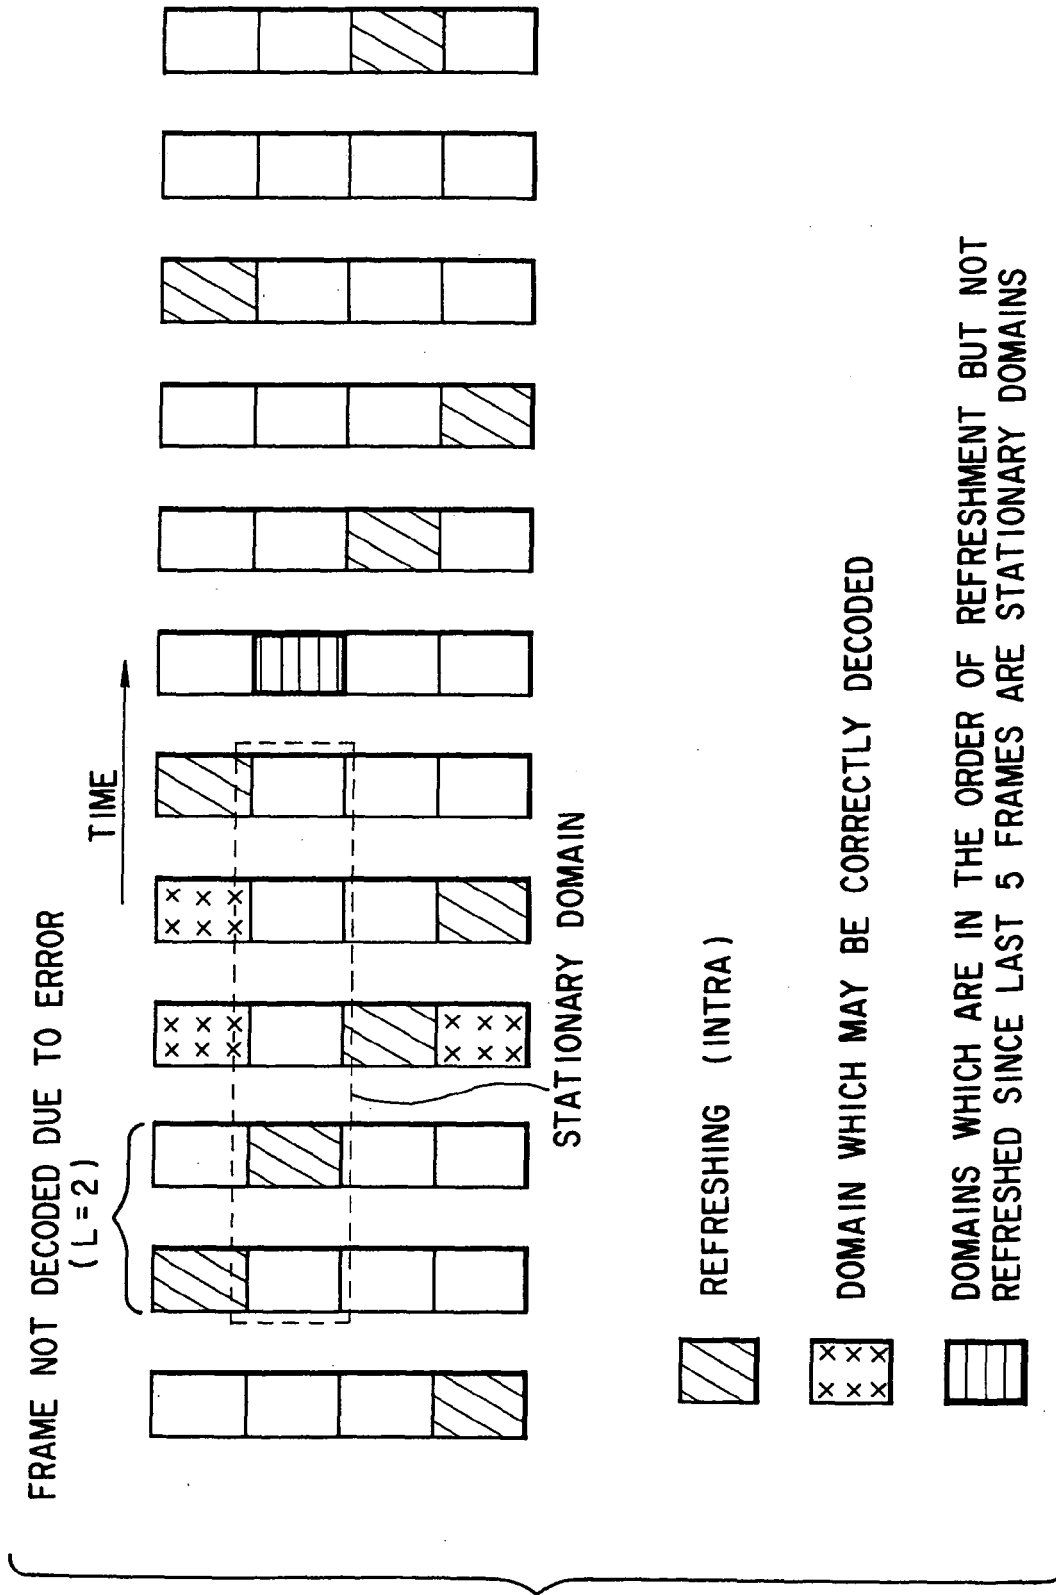 FRAME NOT DECODED DUE TO ERROR
(L=2)
TIME
STATIONARY DOMAIN
REFRESHING (INTRA)
DOMAIN WHICH MAY BE CORRECTLY DECODED
DOMAINS WHICH ARE IN THE ORDER OF REFRESHMENT BUT NOT
REFRESHED SINCE LAST 5 FRAMES ARE STATIONARY DOMAINS